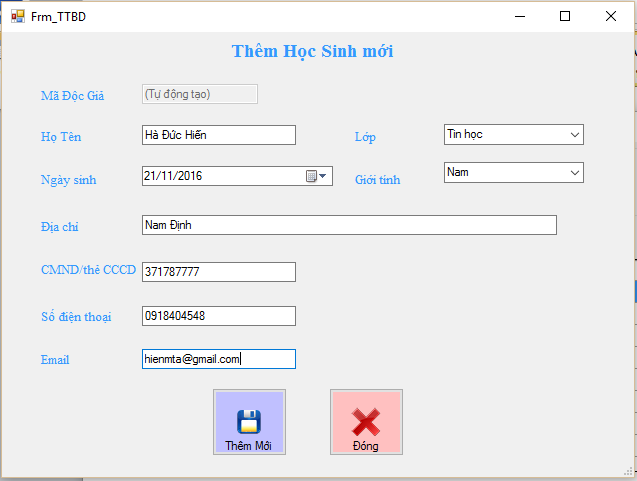 Frm_TTBD
Thêm Học Sinh mới
Mã Độc Giả (Tự động tạo)
Họ Tên Hà Đức Hiến Lớp Tin học
Ngày sinh 21/11/2016 Giới tính Nam
Địa chỉ Nam Định
CMND/thẻ CCCD 371787777
Số điện thoại 0918404548
Email hienmta@gmail.com
Thêm Mới Đóng